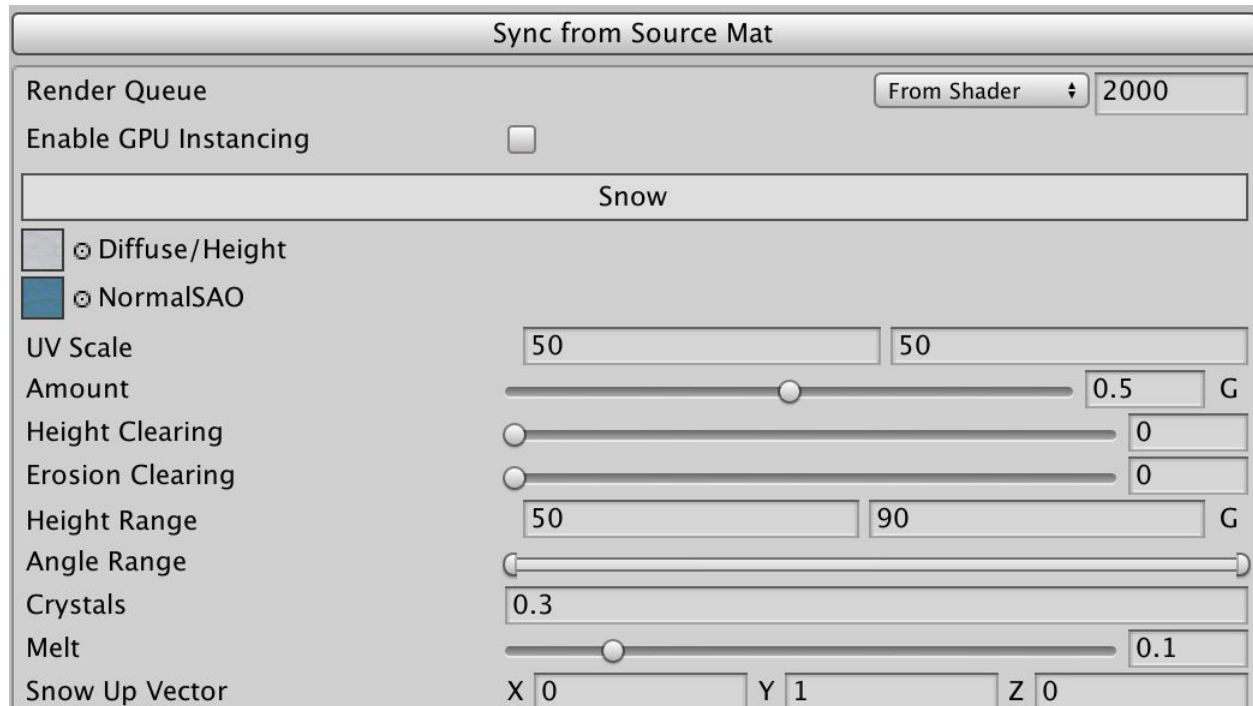 Sync from Source Mat
Render Queue From Shader 2000
Enable GPU Instancing
Snow
Diffuse/Height
NormalSAO
UV Scale 50 50
Amount 0.5 G
Height Clearing 0
Erosion Clearing 0
Height Range 50 90 G
Angle Range
Crystals 0.3
Melt 0.1
Snow Up Vector X 0 Y 1 Z 0